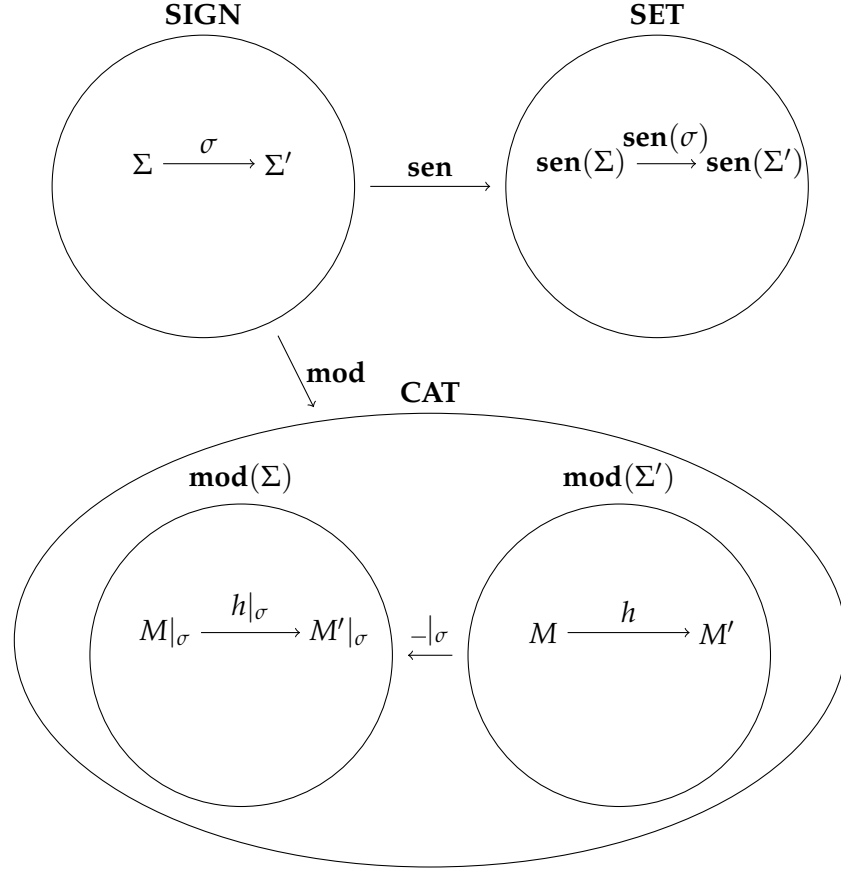 SIGN SET
σ
Σ Σ′
sen
sen(σ)
sen(Σ) sen(Σ′)
mod
CAT
mod(Σ) mod(Σ′)
h|σ
M|σ M′|σ
_|σ
h
M M′